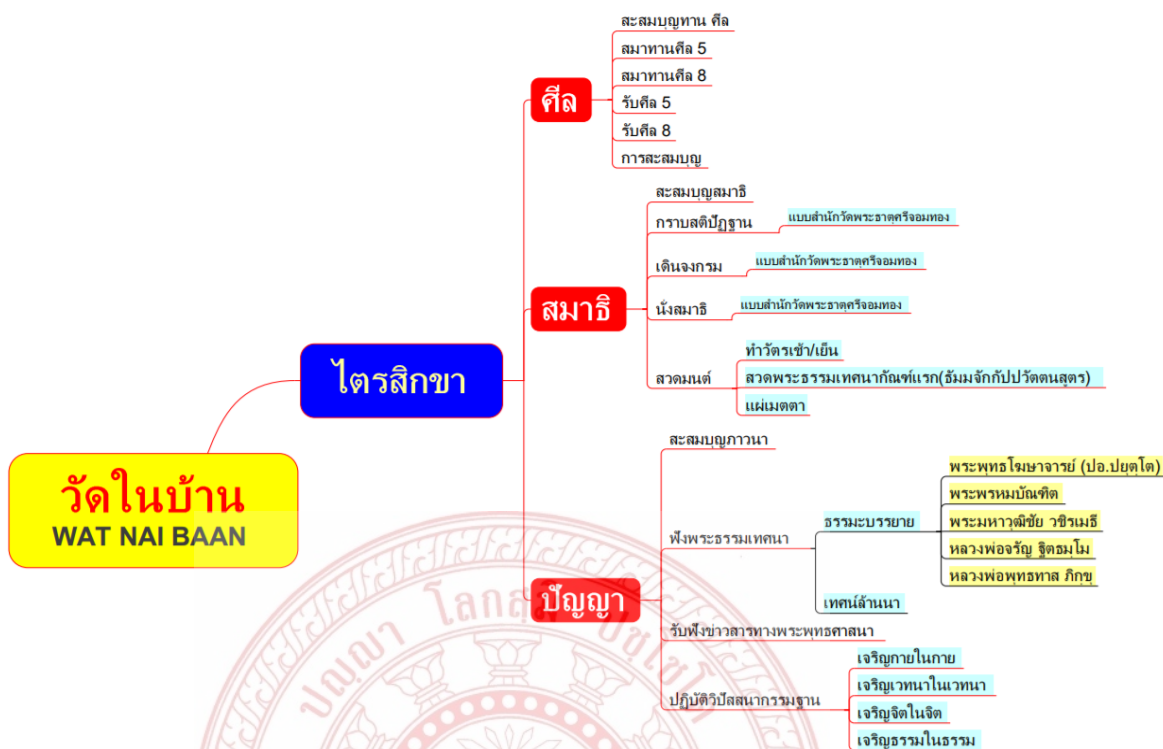 วัดในบ้าน
WAT NAI BAAN
ไตรสิกขา
ศีล
สะสมบุญทาน ศีล
สมาทานศีล 5
สมาทานศีล 8
รับศีล 5
รับศีล 8
การสะสมบุญ
สมาธิ
สะสมบุญสมาธิ
กราบสติปัฏฐาน
แบบสำนักวัดพระธาตุศรีจอมทอง
เดินจงกรม
แบบสำนักวัดพระธาตุศรีจอมทอง
นั่งสมาธิ
แบบสำนักวัดพระธาตุศรีจอมทอง
สวดมนต์
ทำวัตรเช้า/เย็น
สวดพระธรรมเทศนากัณฑ์แรก(ธัมมจักกัปปวัตตนสูตร)
แผ่เมตตา
ปัญญา
สะสมบุญภาวนา
ฟังพระธรรมเทศนา
ธรรมะบรรยาย
พระพุทธโฆษาจารย์ (ปอ.ปยุตโต)
พระพรหมบัณฑิต
พระมหาวุฒิชัย วชิรเมธี
หลวงพ่อจรัญ ฐิตธมฺโม
หลวงพ่อพุทธทาส ภิกขุ
เทศน์ล้านนา
รับฟังข่าวสารทางพระพุทธศาสนา
ปฏิบัติวิปัสสนากรรมฐาน
เจริญกายในกาย
เจริญเวทนาในเวทนา
เจริญจิตในจิต
เจริญธรรมในธรรม
ปญฺญา โลกสฺมิ ปชฺโชโต